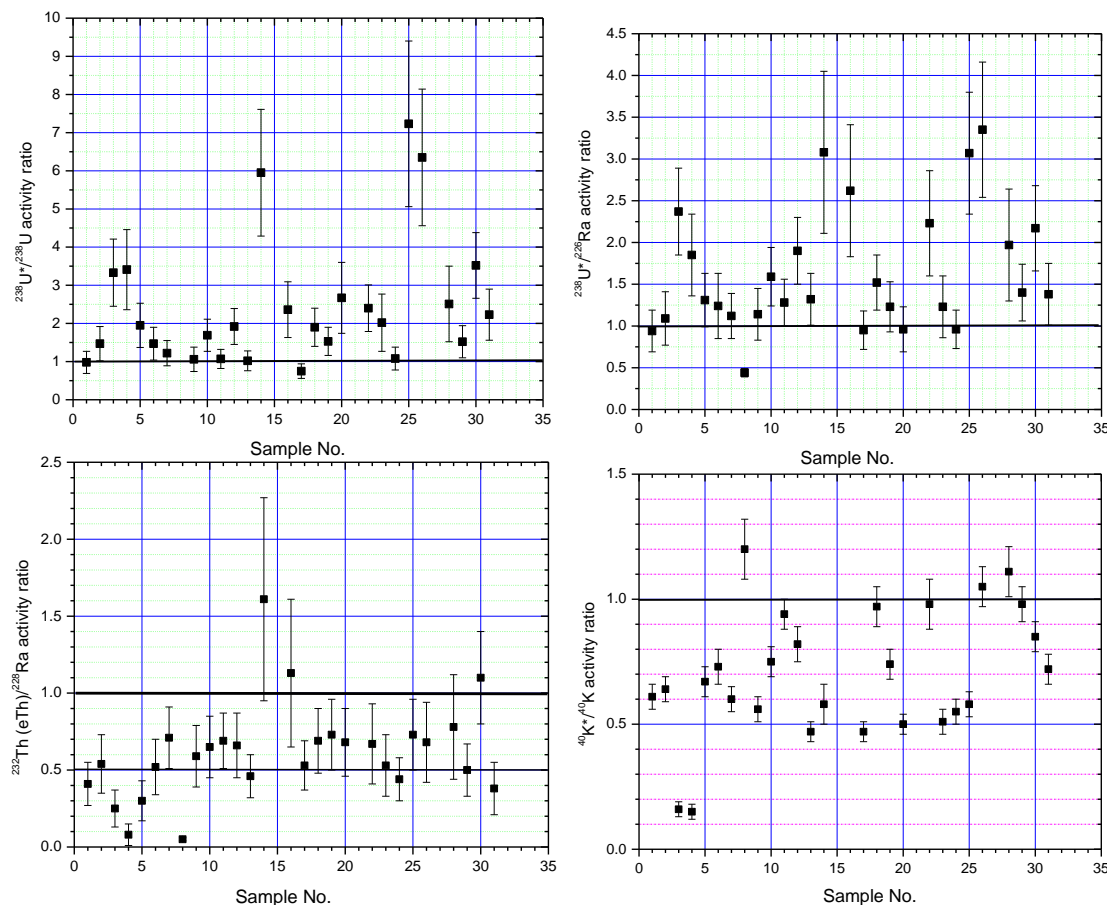 10
9
8
7
6
5
4
3
2
1
0
²³⁸U*/²³⁸U activity ratio
0 5 10 15 20 25 30 35
Sample No.
4.5
4.0
3.5
3.0
2.5
2.0
1.5
1.0
0.5
0.0
²³⁸U*/²²⁶Ra activity ratio
0 5 10 15 20 25 30 35
Sample No.
2.5
2.0
1.5
1.0
0.5
0.0
²³²Th (eTh)/²²⁸Ra activity ratio
0 5 10 15 20 25 30 35
Sample No.
1.5
1.0
0.5
0.0
⁴⁰K*/⁴⁰K activity ratio
0 5 10 15 20 25 30 35
Sample No.